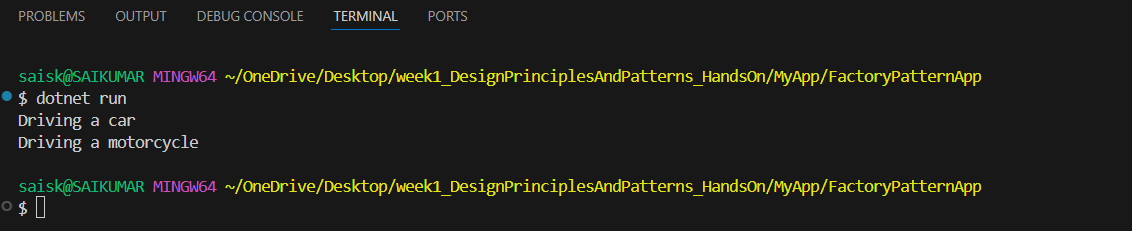 PROBLEMS OUTPUT DEBUG CONSOLE TERMINAL PORTS
saisk@SAIKUMAR MINGW64 ~/OneDrive/Desktop/week1_DesignPrinciplesAndPatterns_HandsOn/MyApp/FactoryPatternApp
$ dotnet run
Driving a car
Driving a motorcycle
saisk@SAIKUMAR MINGW64 ~/OneDrive/Desktop/week1_DesignPrinciplesAndPatterns_HandsOn/MyApp/FactoryPatternApp
$